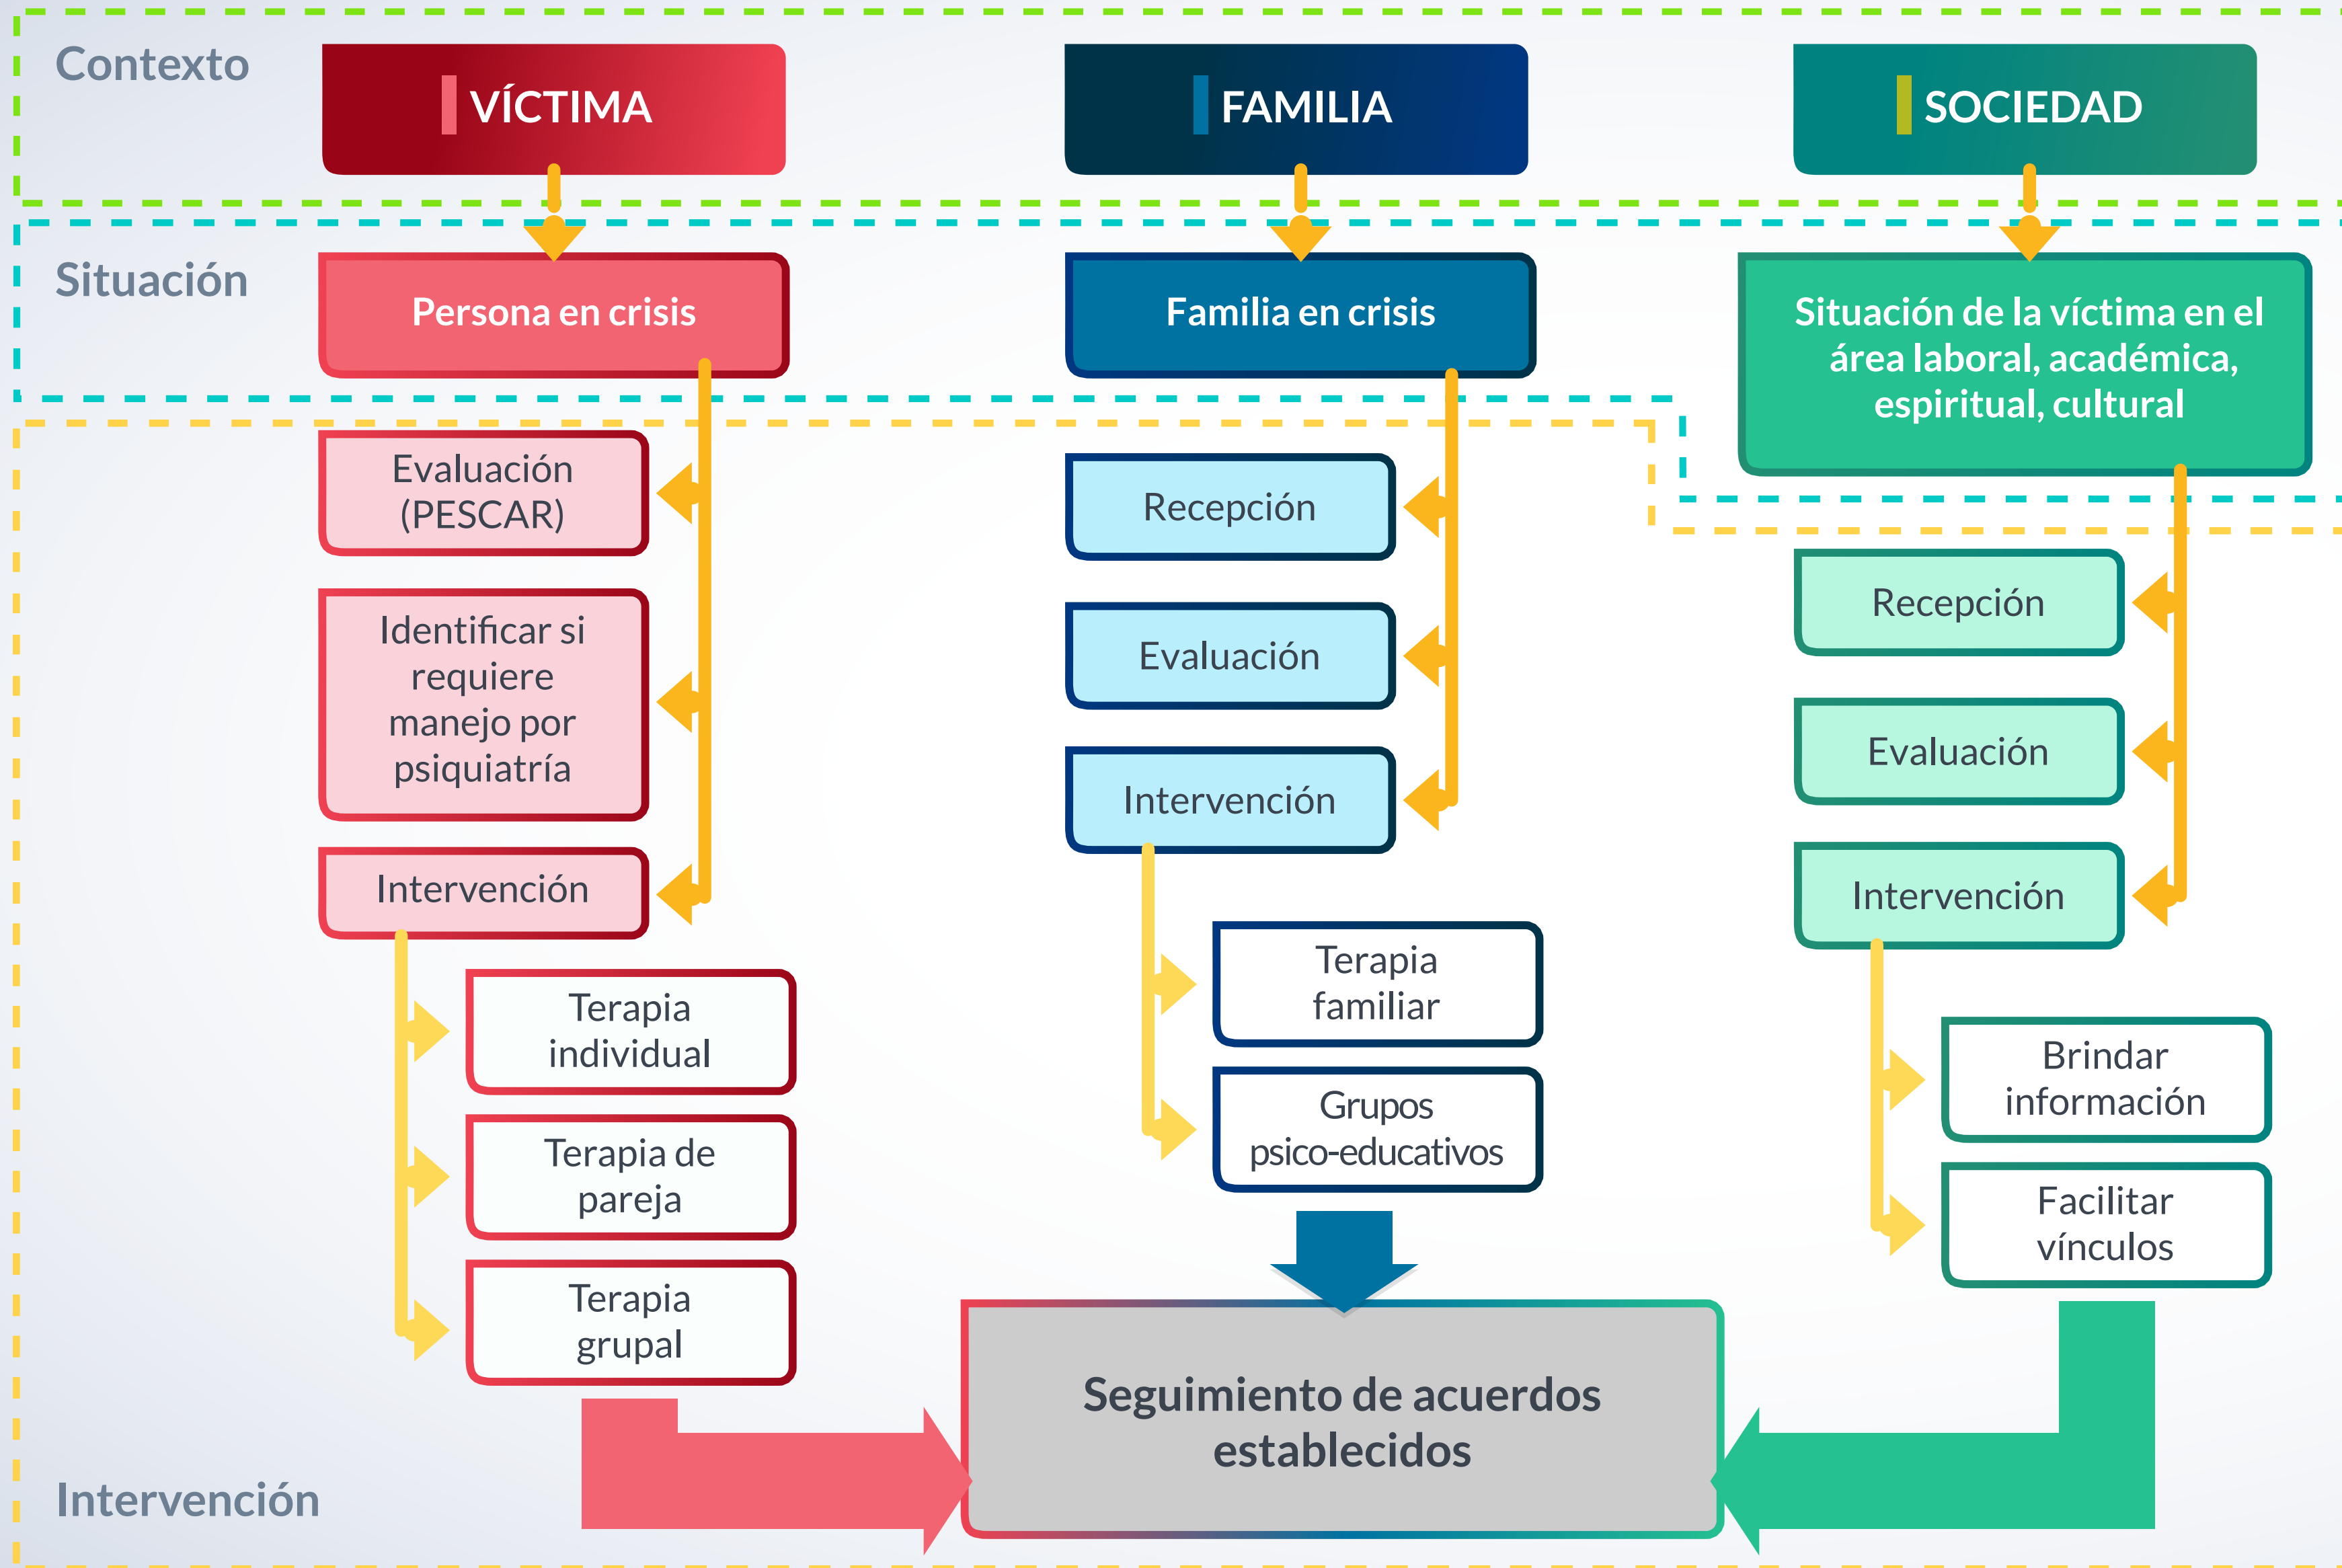 Contexto
VÍCTIMA
FAMILIA
SOCIEDAD
Situación
Persona en crisis
Familia en crisis
Situación de la víctima en el
área laboral, académica,
espiritual, cultural
Evaluación
(PESCAR)
Identificar si
requiere
manejo por
psiquiatría
Intervención
Terapia
individual
Terapia de
pareja
Terapia
grupal
Recepción
Evaluación
Intervención
Terapia
familiar
Grupos
psico-educativos
Recepción
Evaluación
Intervención
Brindar
información
Facilitar
vínculos
Seguimiento de acuerdos
establecidos
Intervención